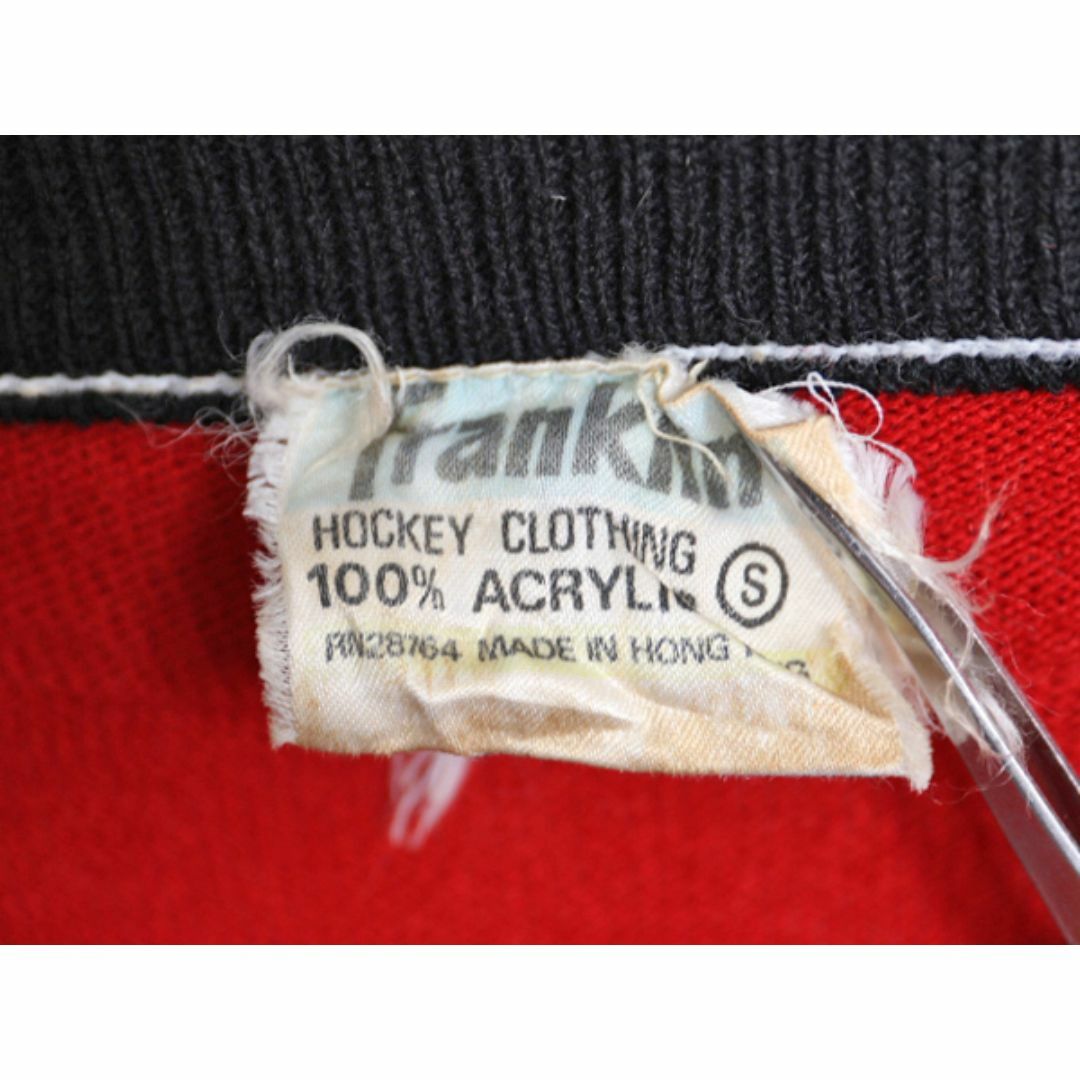 Franklin
HOCKEY CLOTHING
100% ACRYLIC
S
RN28764 MADE IN HONG